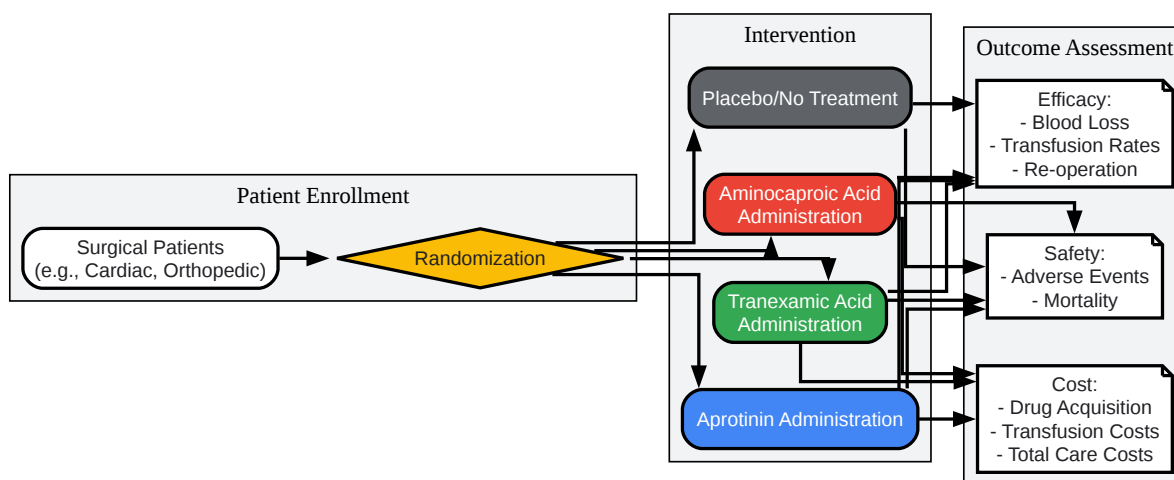 Patient Enrollment
Surgical Patients
(e.g., Cardiac, Orthopedic)
Randomization
Intervention
Placebo/No Treatment
Aminocaproic Acid
Administration
Tranexamic Acid
Administration
Aprotinin Administration
Outcome Assessment
Efficacy:
- Blood Loss
- Transfusion Rates
- Re-operation
Safety:
- Adverse Events
- Mortality
Cost:
- Drug Acquisition
- Transfusion Costs
- Total Care Costs